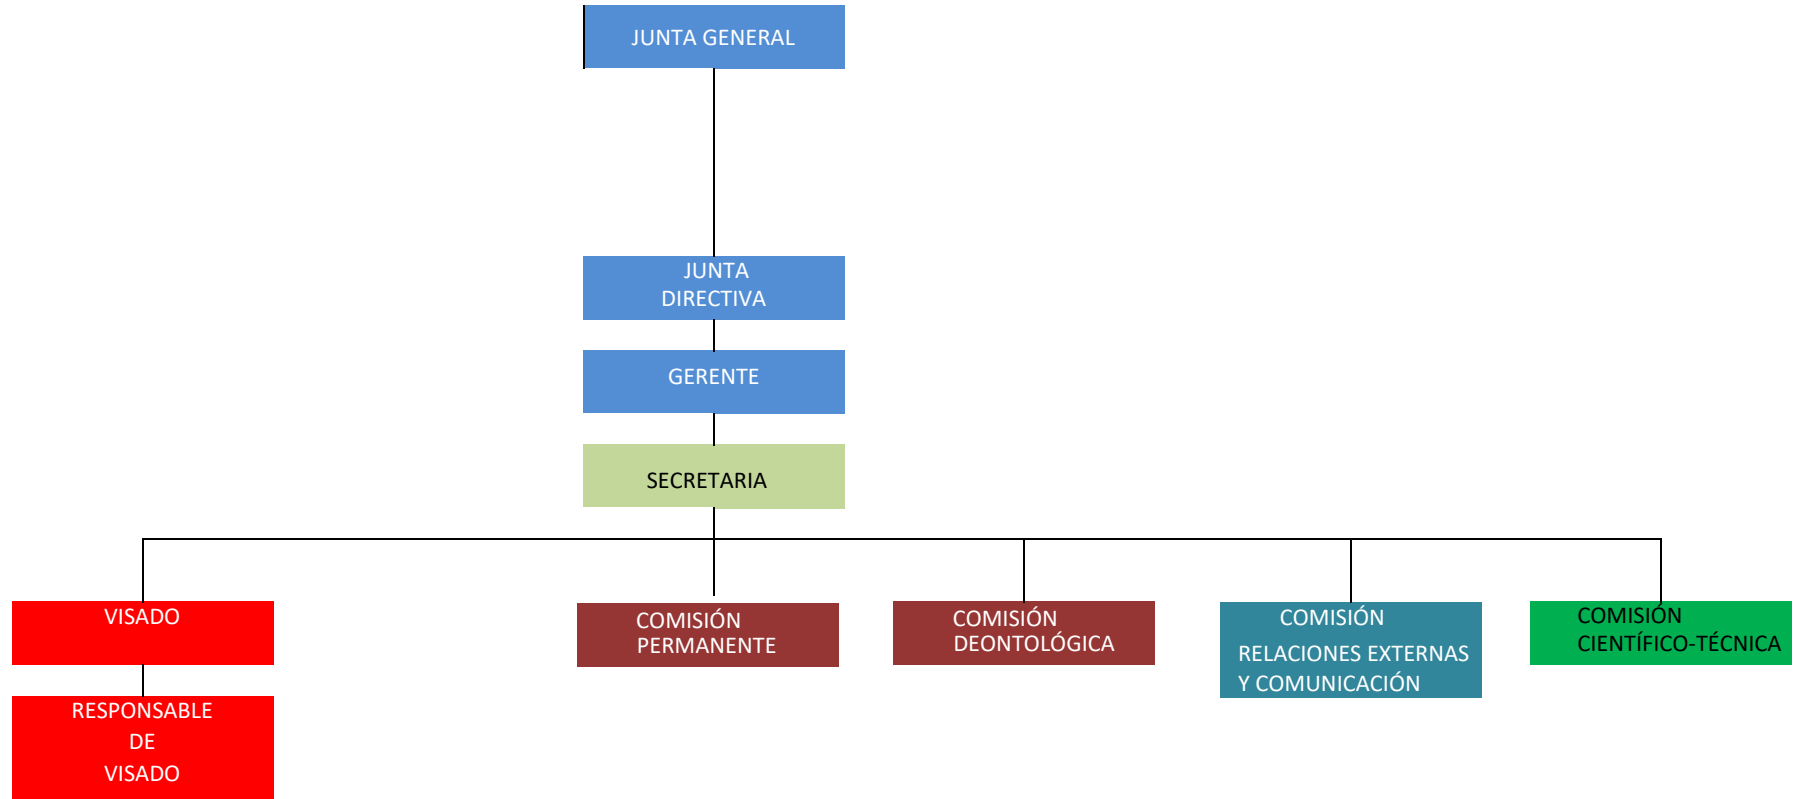 JUNTA GENERAL
JUNTA
DIRECTIVA
GERENTE
SECRETARIA
VISADO
RESPONSABLE
DE
VISADO
COMISIÓN
PERMANENTE
COMISIÓN
DEONTOLÓGICA
COMISIÓN
RELACIONES EXTERNAS
Y COMUNICACIÓN
COMISIÓN
CIENTÍFICO-TÉCNICA